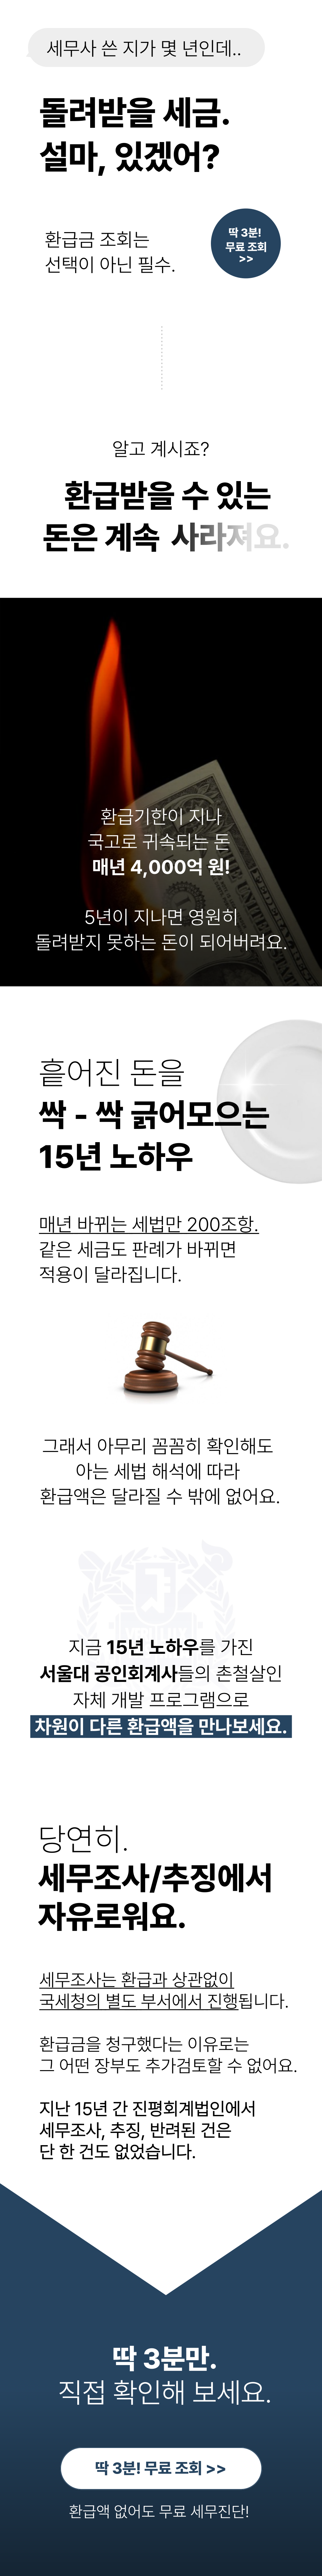 세무사 쓴 지가 몇 년인데..
돌려받을 세금.
설마, 있겠어?
환급금 조회는
선택이 아닌 필수.
딱 3분!
무료 조회
>>
알고 계시죠?
환급받을 수 있는
돈은 계속 사라져요.
환급기한이 지나
국고로 귀속되는 돈
매년 4,000억 원!
5년이 지나면 영원히
돌려받지 못하는 돈이 되어버려요.
흩어진 돈을
싹 - 싹 긁어모으는
15년 노하우
매년 바뀌는 세법만 200조항.
같은 세금도 판례가 바뀌면
적용이 달라집니다.
그래서 아무리 꼼꼼히 확인해도
아는 세법 해석에 따라
환급액은 달라질 수 밖에 없어요.
지금 15년 노하우를 가진
서울대 공인회계사들의 촌철살인
자체 개발 프로그램으로
차원이 다른 환급액을 만나보세요.
당연히.
세무조사/추징에서
자유로워요.
세무조사는 환급과 상관없이
국세청의 별도 부서에서 진행됩니다.
환급금을 청구했다는 이유로는
그 어떤 장부도 추가검토할 수 없어요.
지난 15년 간 진평회계법인에서
세무조사, 추징, 반려된 건은
단 한 건도 없었습니다.
딱 3분만.
직접 확인해 보세요.
딱 3분! 무료 조회 >>
환급액 없어도 무료 세무진단!